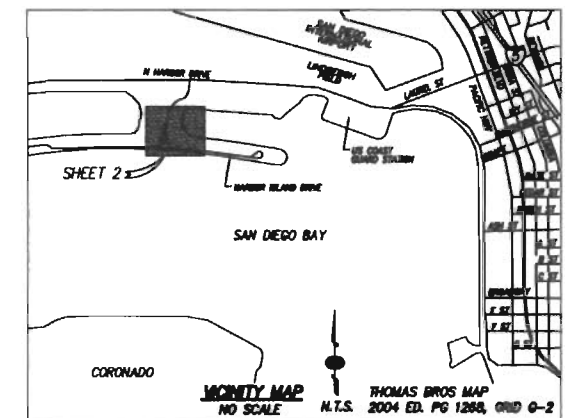 SAN DIEGO
INTERNATIONAL
AIRPORT
LINDBERGH
FIELD
N HARBOR DRIVE
LAUREL ST
PACIFIC HWY
5
US COAST
GUARD STATION
SHEET 2
HARBOR ISLAND DRIVE
SAN DIEGO BAY
ASH ST
A ST
B ST
C ST
BROADWAY
E ST
F ST
G ST
CORONADO
VICINITY MAP
NO SCALE
N.T.S.
THOMAS BROS MAP
2004 ED. PG 1288, GRID G-2